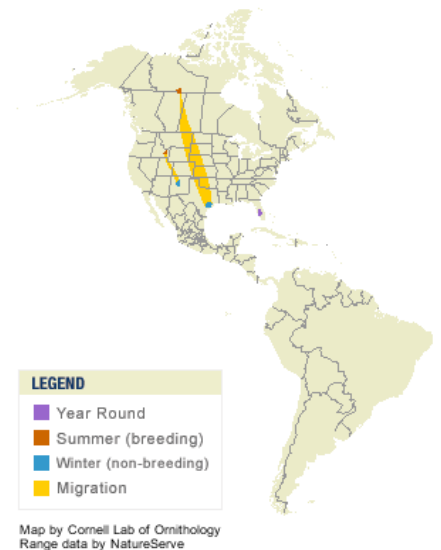 LEGEND
Year Round
Summer (breeding)
Winter (non-breeding)
Migration
Map by Cornell Lab of Ornithology
Range data by NatureServe